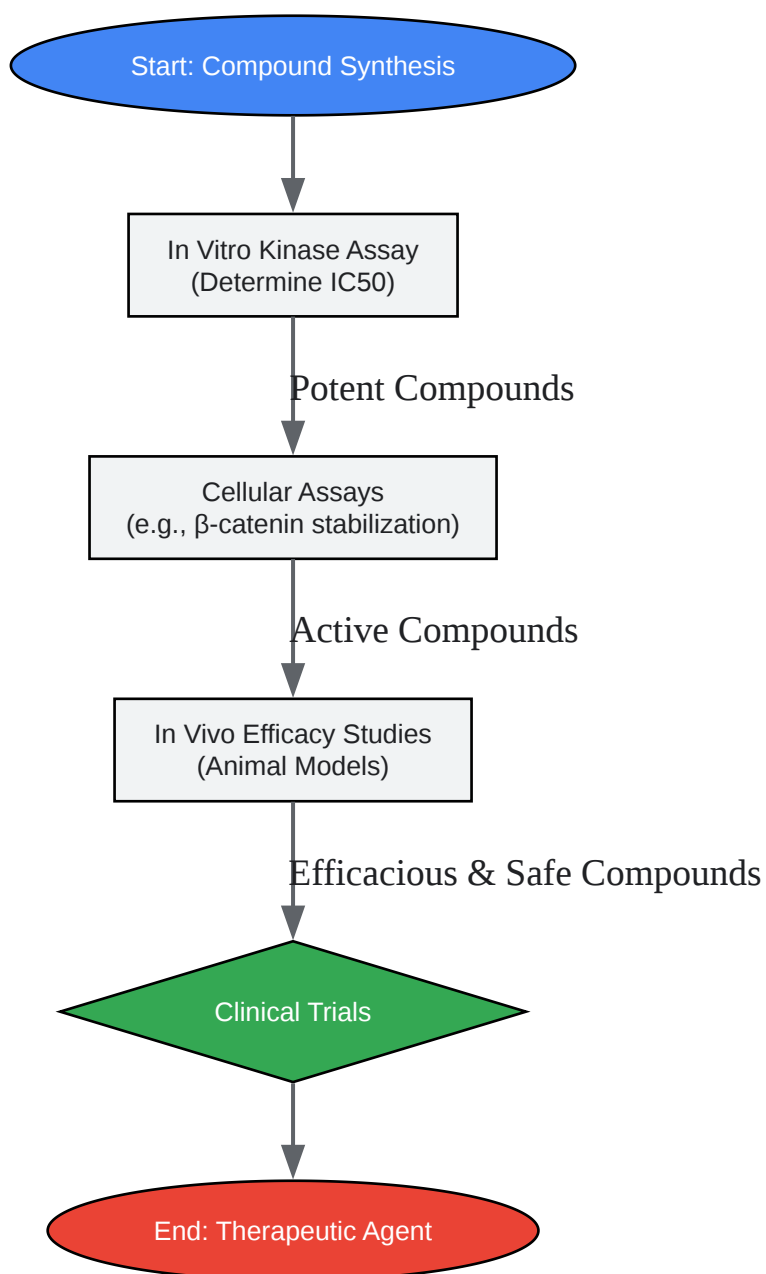 Start: Compound Synthesis
In Vitro Kinase Assay
(Determine IC50)
Potent Compounds
Cellular Assays
(e.g., β-catenin stabilization)
Active Compounds
In Vivo Efficacy Studies
(Animal Models)
Efficacious & Safe Compounds
Clinical Trials
End: Therapeutic Agent